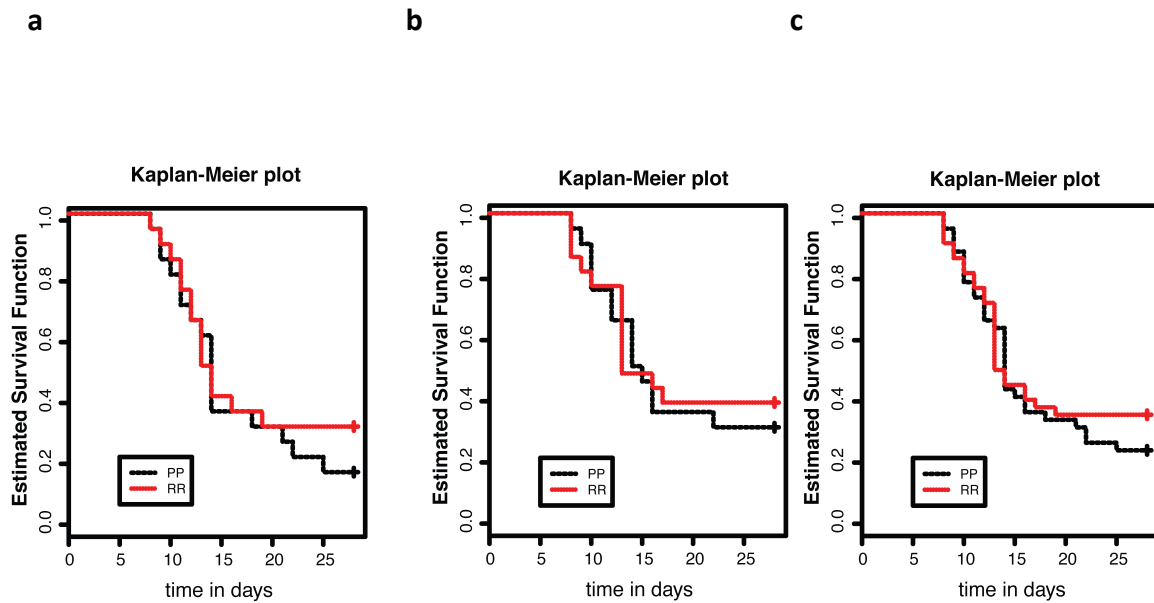 a
b
c
Kaplan-Meier plot
Estimated Survival Function
0.0 0.2 0.4 0.6 0.8 1.0
PP
RR
0 5 10 15 20 25
time in days
Kaplan-Meier plot
Estimated Survival Function
0.0 0.2 0.4 0.6 0.8 1.0
PP
RR
0 5 10 15 20 25
time in days
Kaplan-Meier plot
Estimated Survival Function
0.0 0.2 0.4 0.6 0.8 1.0
PP
RR
0 5 10 15 20 25
time in days